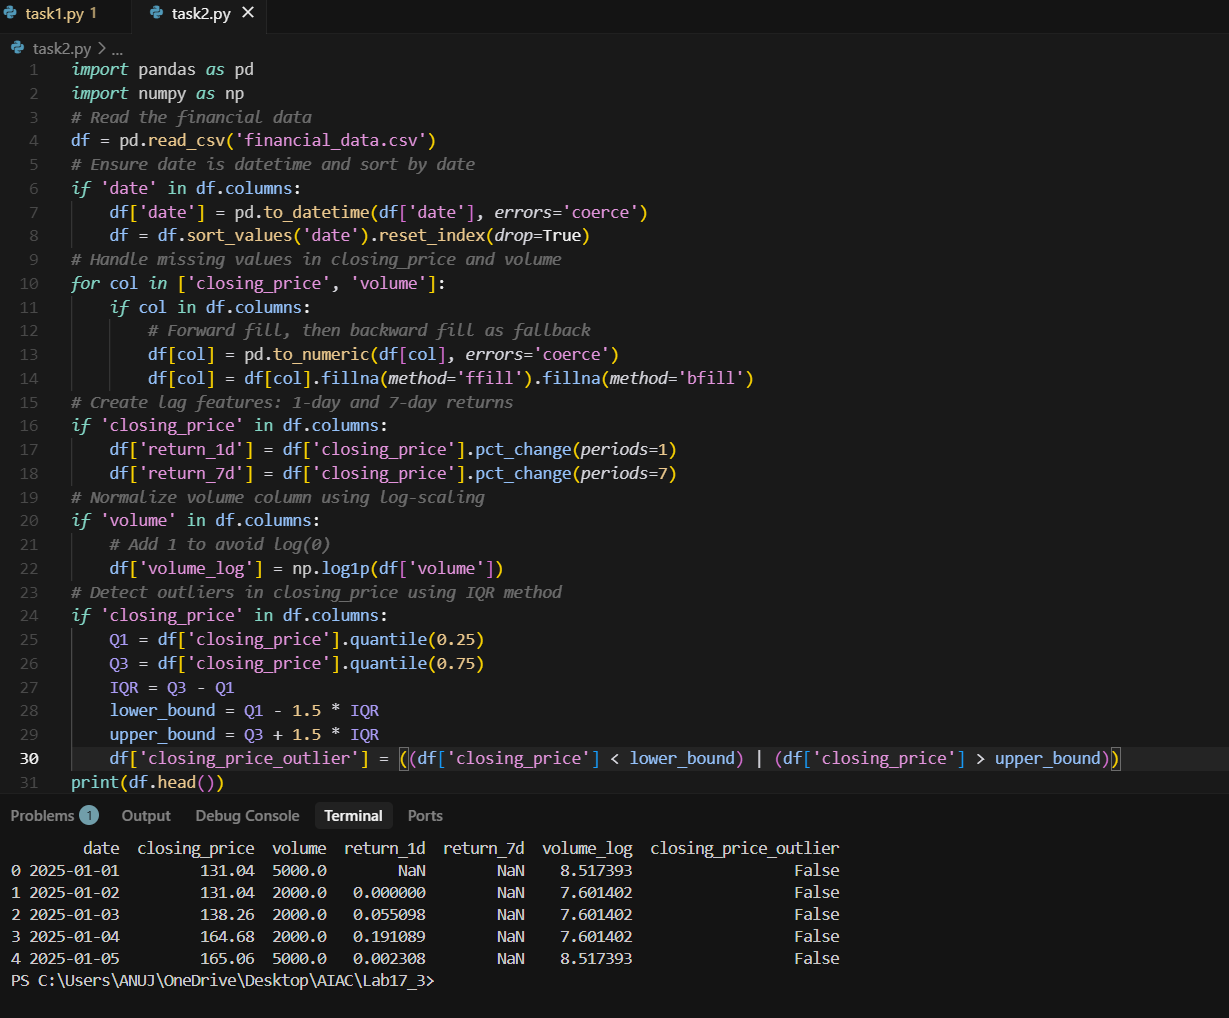 task1.py 1 task2.py ×
task2.py > ...
1 import pandas as pd
2 import numpy as np
3 # Read the financial data
4 df = pd.read_csv('financial_data.csv')
5 # Ensure date is datetime and sort by date
6 if 'date' in df.columns:
7     df['date'] = pd.to_datetime(df['date'], errors='coerce')
8     df = df.sort_values('date').reset_index(drop=True)
9 # Handle missing values in closing_price and volume
10 for col in ['closing_price', 'volume']:
11     if col in df.columns:
12         # Forward fill, then backward fill as fallback
13         df[col] = pd.to_numeric(df[col], errors='coerce')
14         df[col] = df[col].fillna(method='ffill').fillna(method='bfill')
15 # Create lag features: 1-day and 7-day returns
16 if 'closing_price' in df.columns:
17     df['return_1d'] = df['closing_price'].pct_change(periods=1)
18     df['return_7d'] = df['closing_price'].pct_change(periods=7)
19 # Normalize volume column using log-scaling
20 if 'volume' in df.columns:
21     # Add 1 to avoid log(0)
22     df['volume_log'] = np.log1p(df['volume'])
23 # Detect outliers in closing_price using IQR method
24 if 'closing_price' in df.columns:
25     Q1 = df['closing_price'].quantile(0.25)
26     Q3 = df['closing_price'].quantile(0.75)
27     IQR = Q3 - Q1
28     lower_bound = Q1 - 1.5 * IQR
29     upper_bound = Q3 + 1.5 * IQR
30     df['closing_price_outlier'] = ((df['closing_price'] < lower_bound) | (df['closing_price'] > upper_bound))
31 print(df.head())
Problems 1 Output Debug Console Terminal Ports
date closing_price volume return_1d return_7d volume_log closing_price_outlier
0 2025-01-01 131.04 5000.0 NaN NaN 8.517393 False
1 2025-01-02 131.04 2000.0 0.000000 NaN 7.601402 False
2 2025-01-03 138.26 2000.0 0.055098 NaN 7.601402 False
3 2025-01-04 164.68 2000.0 0.191089 NaN 7.601402 False
4 2025-01-05 165.06 5000.0 0.002308 NaN 8.517393 False
PS C:\Users\ANUJ\OneDrive\Desktop\AIAC\Lab17_3>